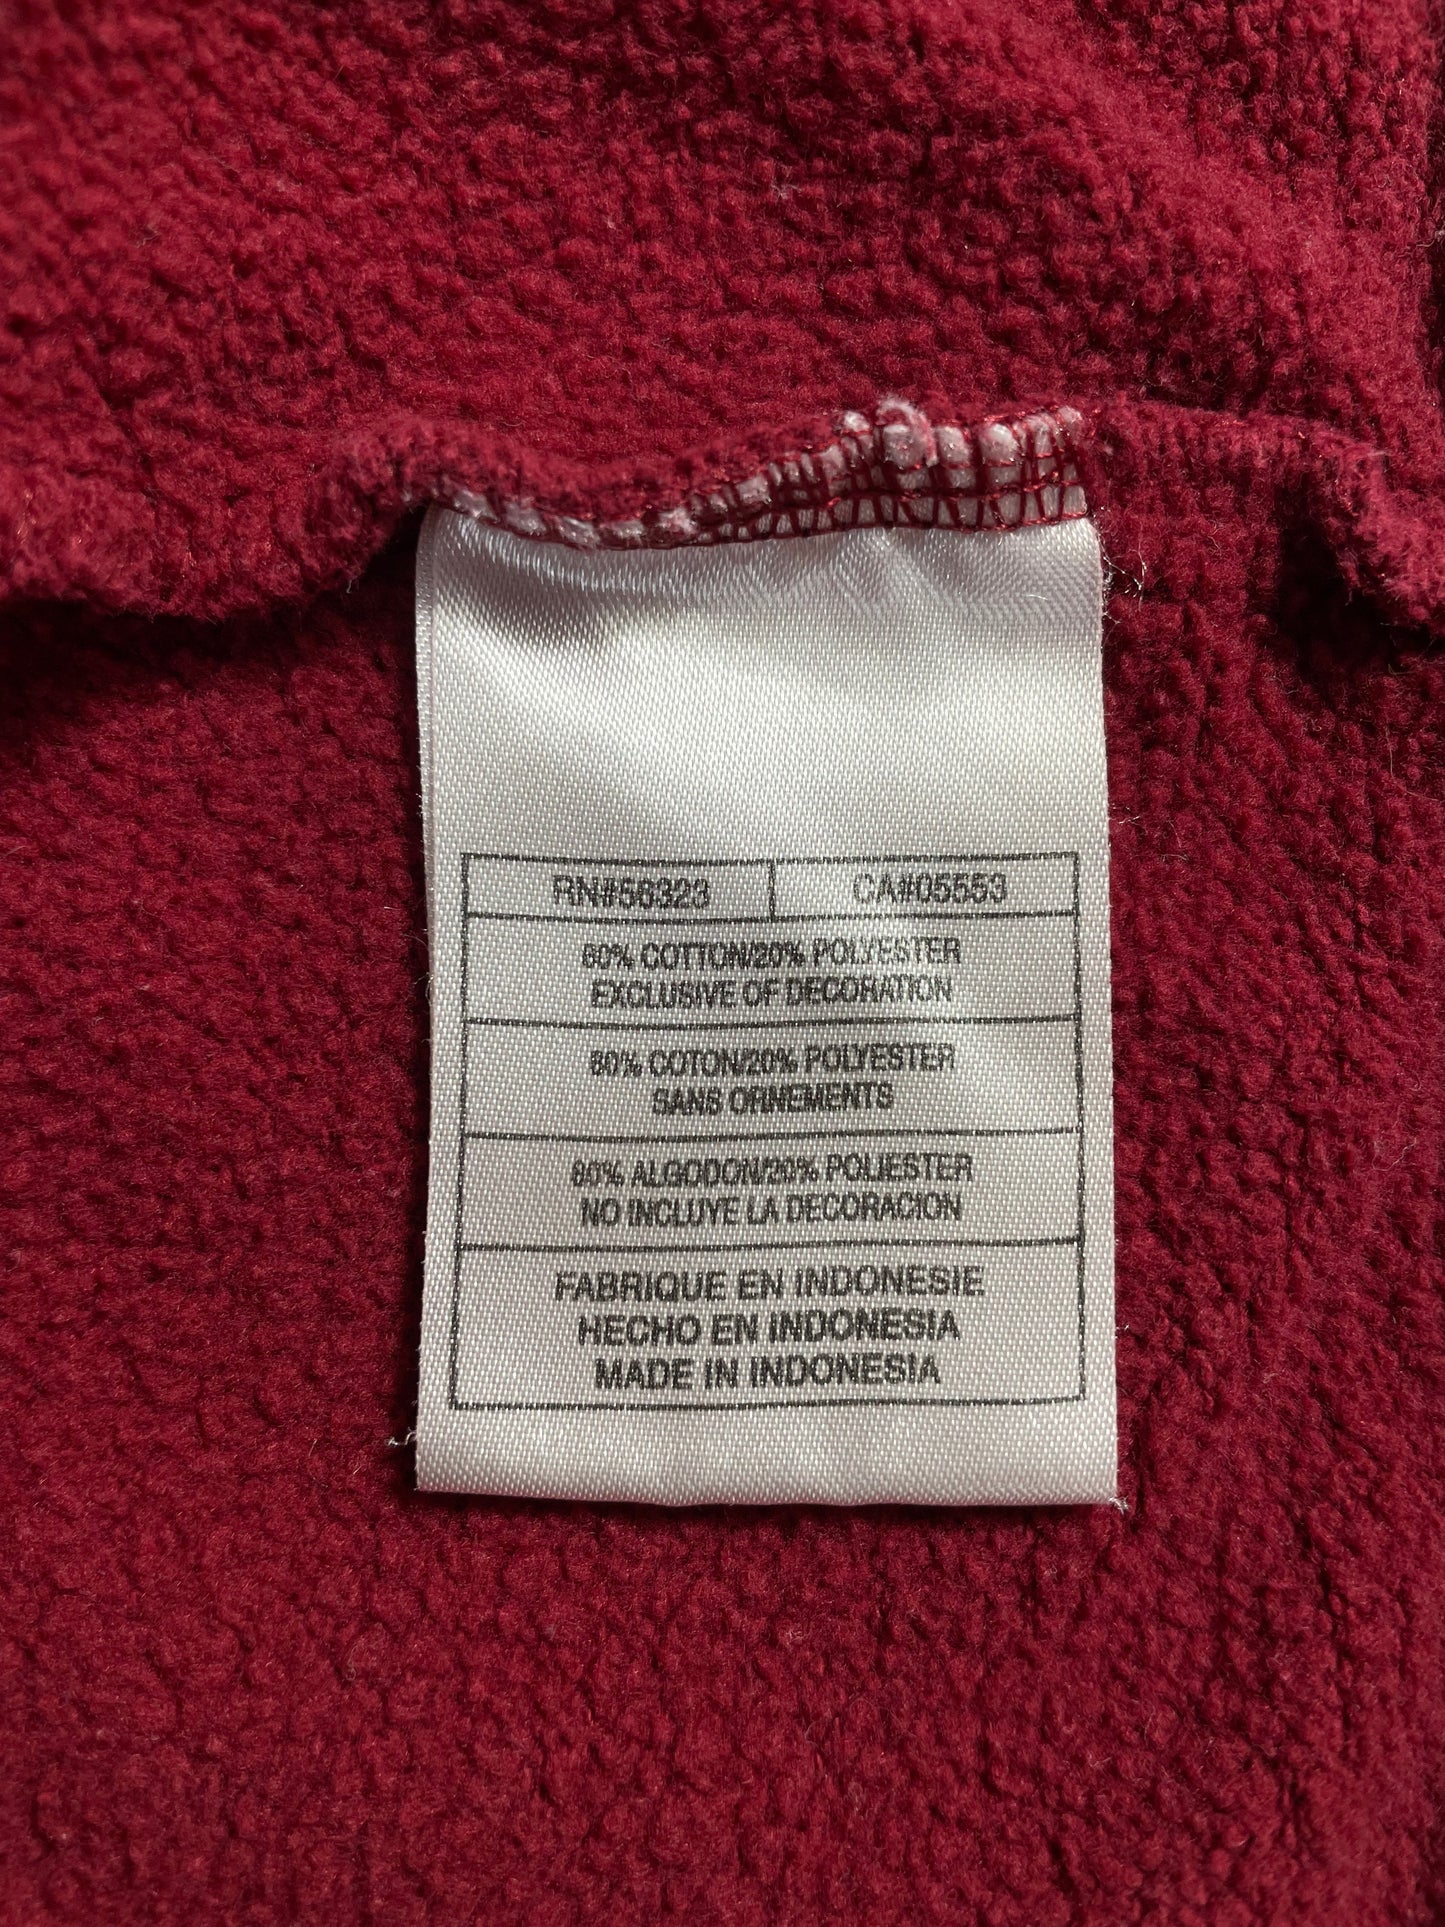 RN#56323 CA#05553
80% COTTON/20% POLYESTER
EXCLUSIVE OF DECORATION
80% COTON/20% POLYESTER
SANS ORNEMENTS
80% ALGODON/20% POLIESTER
NO INCLUYE LA DECORACION
FABRIQUE EN INDONESIE
HECHO EN INDONESIA
MADE IN INDONESIA